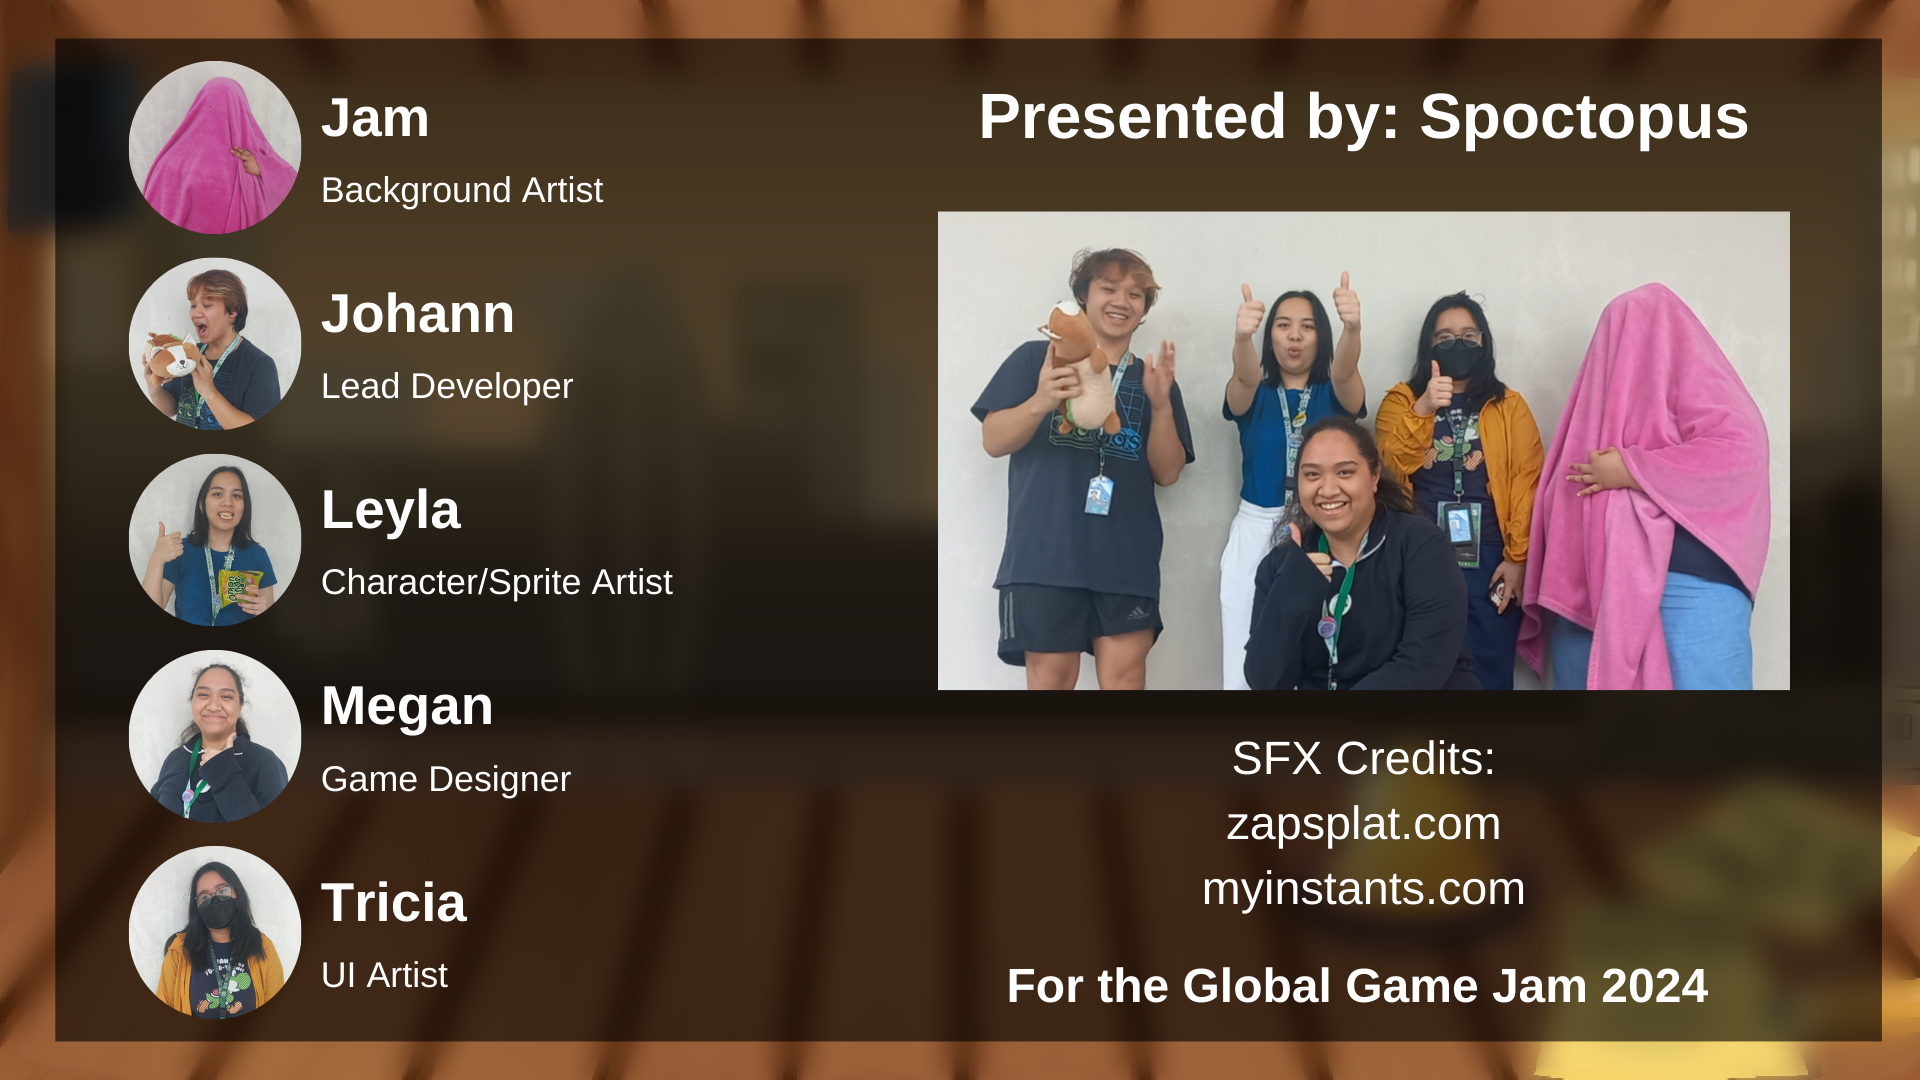 Jam
Background Artist
Johann
Lead Developer
Leyla
Character/Sprite Artist
Megan
Game Designer
Tricia
UI Artist
Presented by: Spoctopus
SFX Credits:
zapsplat.com
myinstants.com
For the Global Game Jam 2024